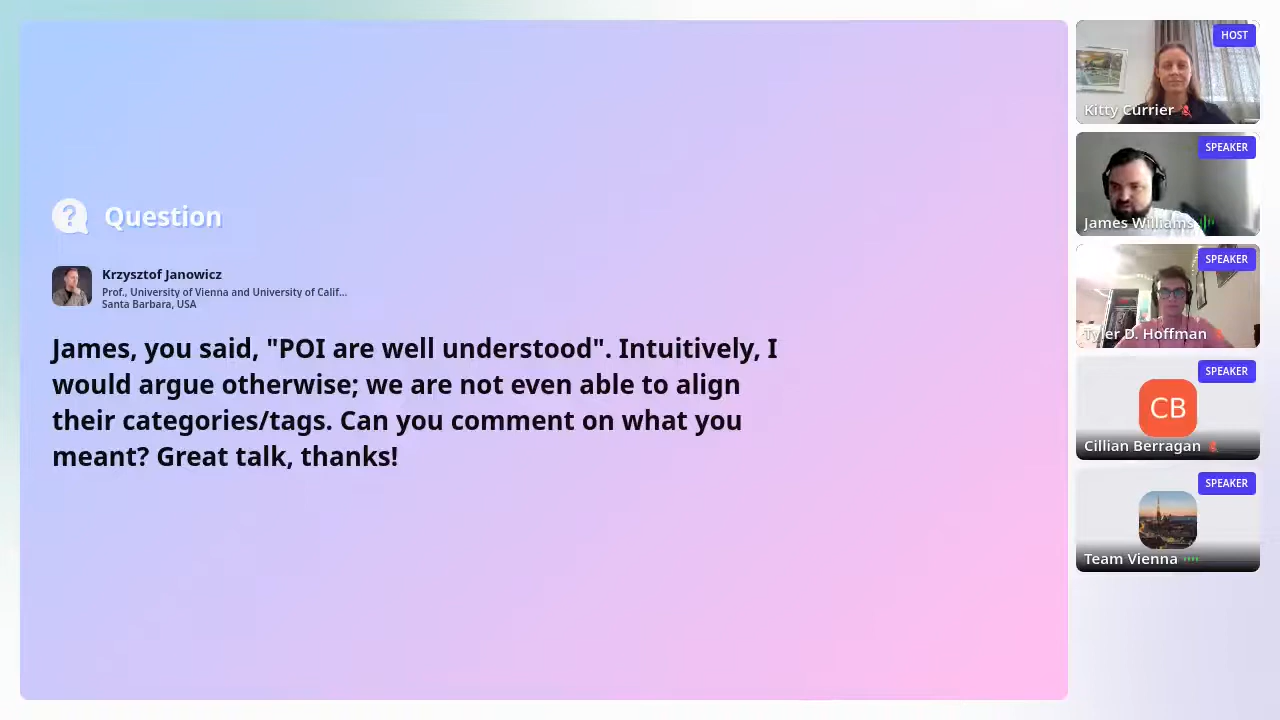 Question
Krzysztof Janowicz
Prof., University of Vienna and University of Calif...
Santa Barbara, USA
James, you said, "POI are well understood". Intuitively, I
would argue otherwise; we are not even able to align
their categories/tags. Can you comment on what you
meant? Great talk, thanks!
HOST
Kitty Currier
SPEAKER
James Williams
SPEAKER
Tyler D. Hoffman
SPEAKER
CB
Cillian Berragan
SPEAKER
Team Vienna